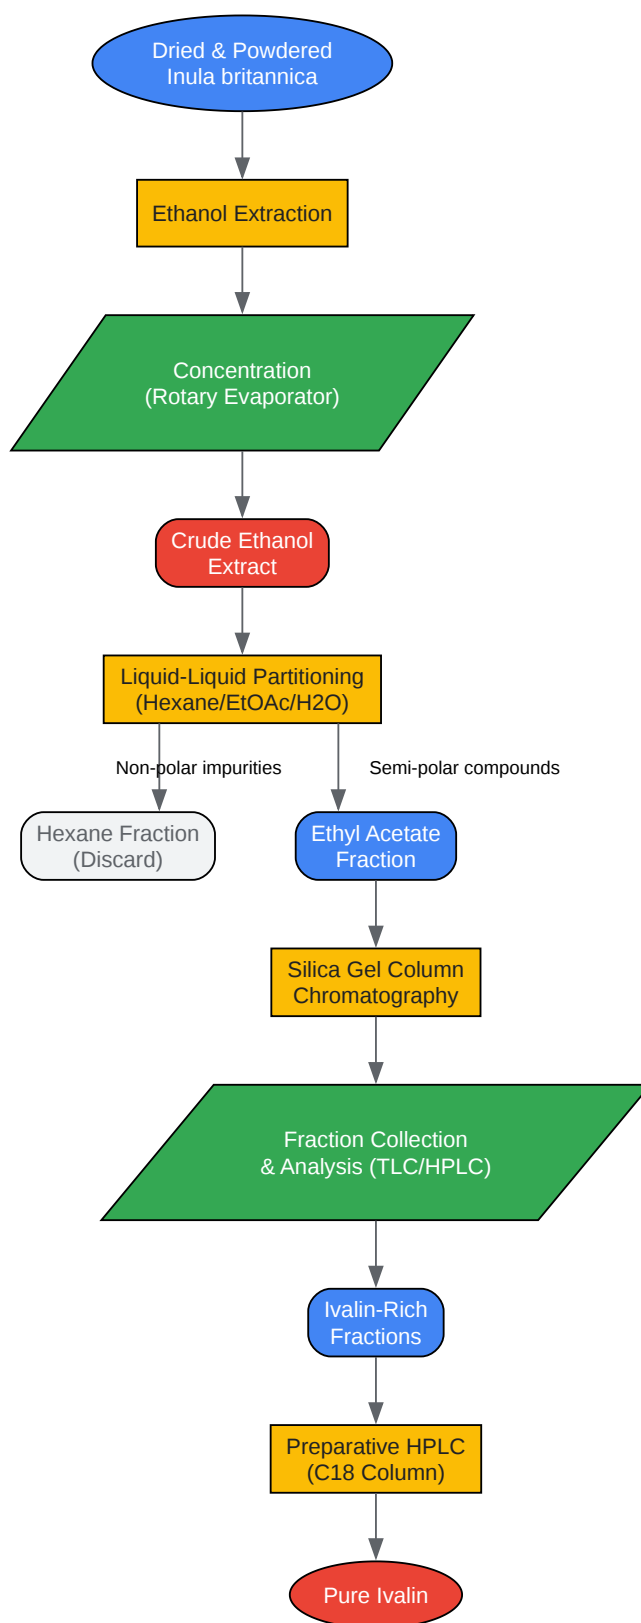 Dried & Powdered
Inula britannica
Ethanol Extraction
Concentration
(Rotary Evaporator)
Crude Ethanol
Extract
Liquid-Liquid Partitioning
(Hexane/EtOAc/H2O)
Non-polar impurities
Semi-polar compounds
Hexane Fraction
(Discard)
Ethyl Acetate
Fraction
Silica Gel Column
Chromatography
Fraction Collection
& Analysis (TLC/HPLC)
Ivalin-Rich
Fractions
Preparative HPLC
(C18 Column)
Pure Ivalin